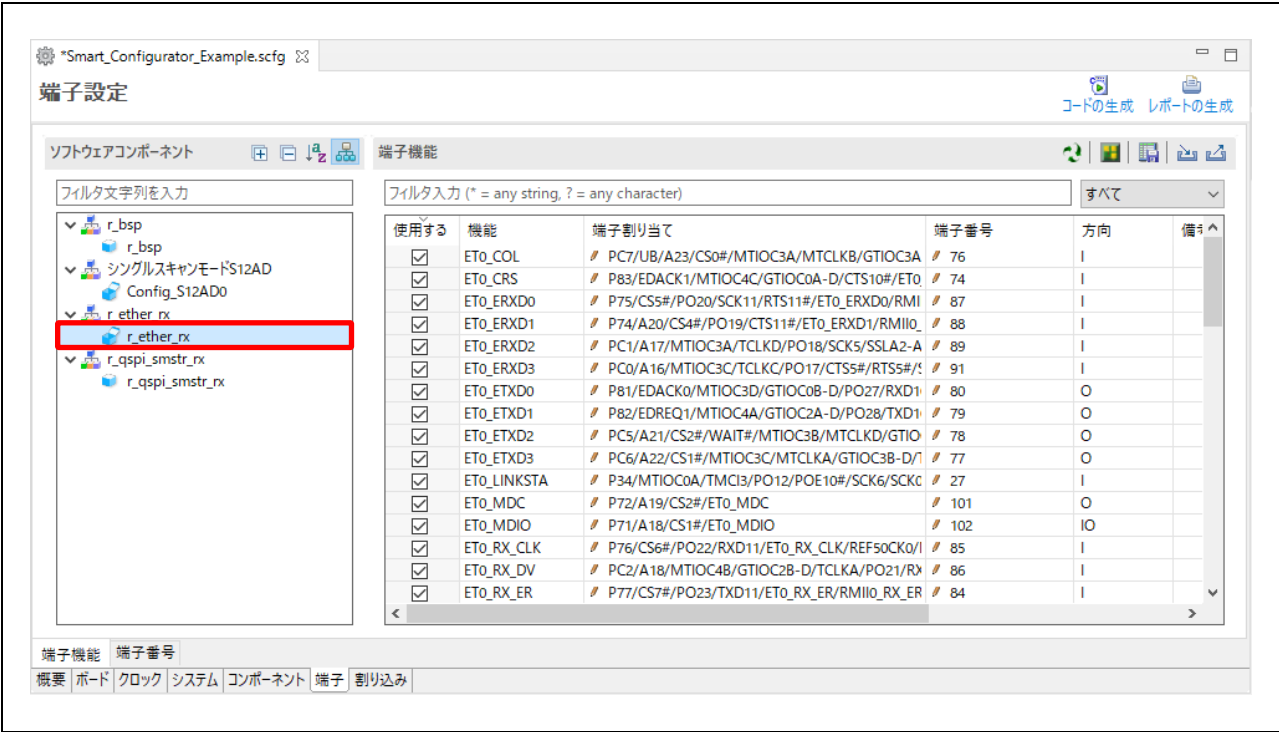 *Smart_Configurator_Example.scfg
端子設定
コードの生成 レポートの生成
ソフトウェアコンポーネント
フィルタ文字列を入力
r_bsp
r_bsp
シングルスキャンモードS12AD
Config_S12AD0
r_ether_rx
r_ether_rx
r_qspi_smstr_rx
r_qspi_smstr_rx
端子機能
フィルタ入力 (* = any string, ? = any character) すべて
使用する 機能 端子割り当て 端子番号 方向 備考
ET0_COL PC7/UB/A23/CS0#/MTIOC3A/MTCLKB/GTIOC3A 76 I
ET0_CRS P83/EDACK1/MTIOC4C/GTIOC0A-D/CTS10#/ET0_ 74 I
ET0_ERXD0 P75/CS5#/PO20/SCK11/RTS11#/ET0_ERXD0/RMI 87 I
ET0_ERXD1 P74/A20/CS4#/PO19/CTS11#/ET0_ERXD1/RMII0_ 88 I
ET0_ERXD2 PC1/A17/MTIOC3A/TCLKD/PO18/SCK5/SSLA2-A 89 I
ET0_ERXD3 PC0/A16/MTIOC3C/TCLKC/PO17/CTS5#/RTS5#/S 91 I
ET0_ETXD0 P81/EDACK0/MTIOC3D/GTIOC0B-D/PO27/RXD1 80 O
ET0_ETXD1 P82/EDREQ1/MTIOC4A/GTIOC2A-D/PO28/TXD1 79 O
ET0_ETXD2 PC5/A21/CS2#/WAIT#/MTIOC3B/MTCLKD/GTIO 78 O
ET0_ETXD3 PC6/A22/CS1#/MTIOC3C/MTCLKA/GTIOC3B-D/T 77 O
ET0_LINKSTA P34/MTIOC0A/TMCI3/PO12/POE10#/SCK6/SCK0 27 I
ET0_MDC P72/A19/CS2#/ET0_MDC 101 O
ET0_MDIO P71/A18/CS1#/ET0_MDIO 102 IO
ET0_RX_CLK P76/CS6#/PO22/RXD11/ET0_RX_CLK/REF50CK0/ 85 I
ET0_RX_DV PC2/A18/MTIOC4B/GTIOC2B-D/TCLKA/PO21/RX 86 I
ET0_RX_ER P77/CS7#/PO23/TXD11/ET0_RX_ER/RMII0_RX_ER 84 I
端子機能 端子番号
概要 ボード クロック システム コンポーネント 端子 割り込み